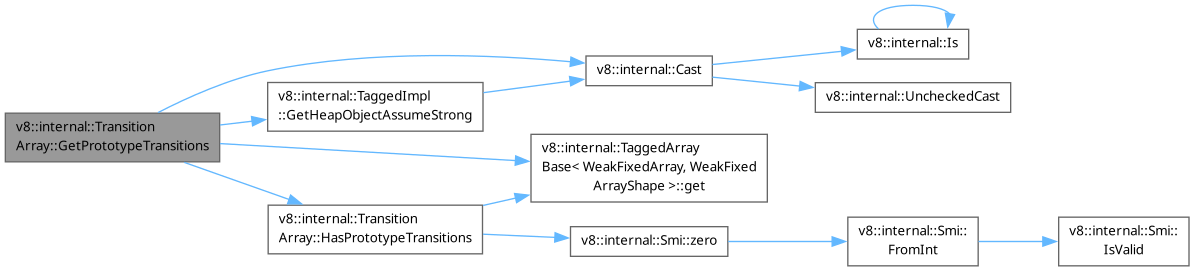 v8::internal::Transition
Array::GetPrototypeTransitions
v8::internal::TaggedImpl
::GetHeapObjectAssumeStrong
v8::internal::Cast
v8::internal::Is
v8::internal::UncheckedCast
v8::internal::TaggedArray
Base< WeakFixedArray, WeakFixed
ArrayShape >::get
v8::internal::Transition
Array::HasPrototypeTransitions
v8::internal::Smi::zero
v8::internal::Smi::
FromInt
v8::internal::Smi::
IsValid